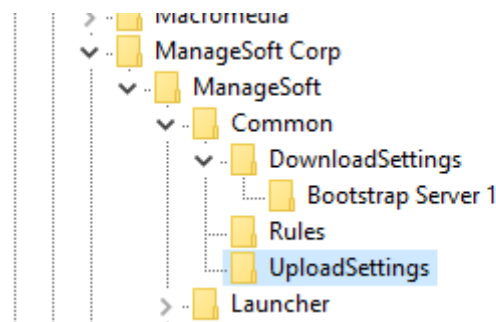 Macromedia
ManageSoft Corp
ManageSoft
Common
DownloadSettings
Bootstrap Server 1
Rules
UploadSettings
Launcher